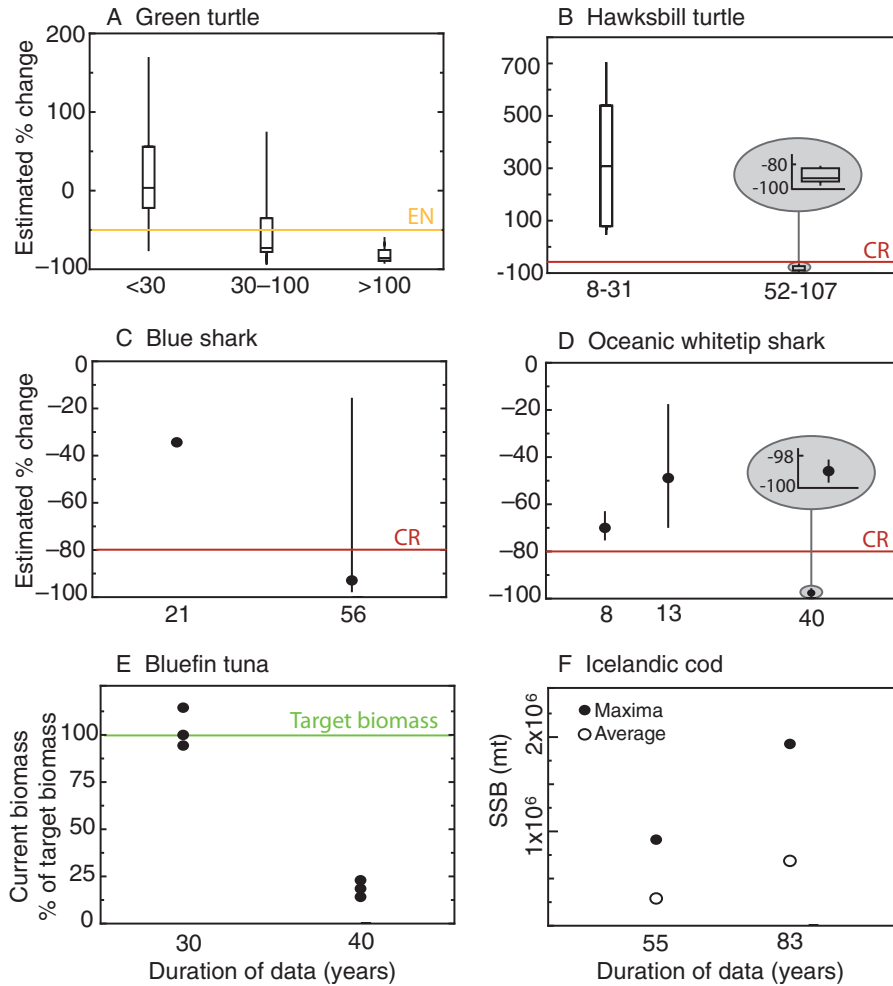 A Green turtle
Estimated % change
200
100
0
−100
EN
<30
30–100
>100
B Hawksbill turtle
700
500
300
100
-100
-80
-100
CR
8-31
52-107
C Blue shark
Estimated % change
0
−20
−40
−60
−80
−100
CR
21
56
D Oceanic whitetip shark
0
−20
−40
−60
−80
−100
-98
-100
CR
8
13
40
E Bluefin tuna
Current biomass
% of target biomass
100
75
50
25
0
Target biomass
30
40
Duration of data (years)
F Icelandic cod
Maxima
Average
SSB (mt)
2x10⁶
1x10⁶
55
83
Duration of data (years)